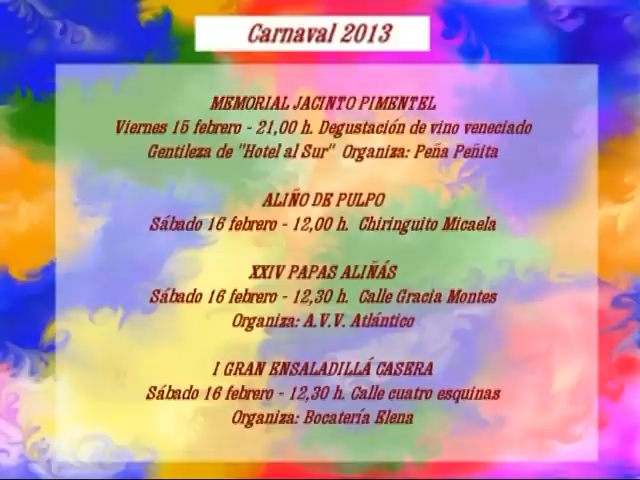 Carnaval 2013
MEMORIAL JACINTO PIMENTEL
Viernes 15 febrero - 21,00 h. Degustación de vino veneciado
Gentileza de "Hotel al Sur" Organiza: Peña Peñita
ALIÑO DE PULPO
Sábado 16 febrero - 12,00 h. Chiringuito Micaela
XXIV PAPAS ALIÑÁS
Sábado 16 febrero - 12,30 h. Calle Gracia Montes
Organiza: A.V.V. Atlántico
I GRAN ENSALADILLÁ CASERA
Sábado 16 febrero - 12,30 h. Calle cuatro esquinas
Organiza: Bocatería Elena